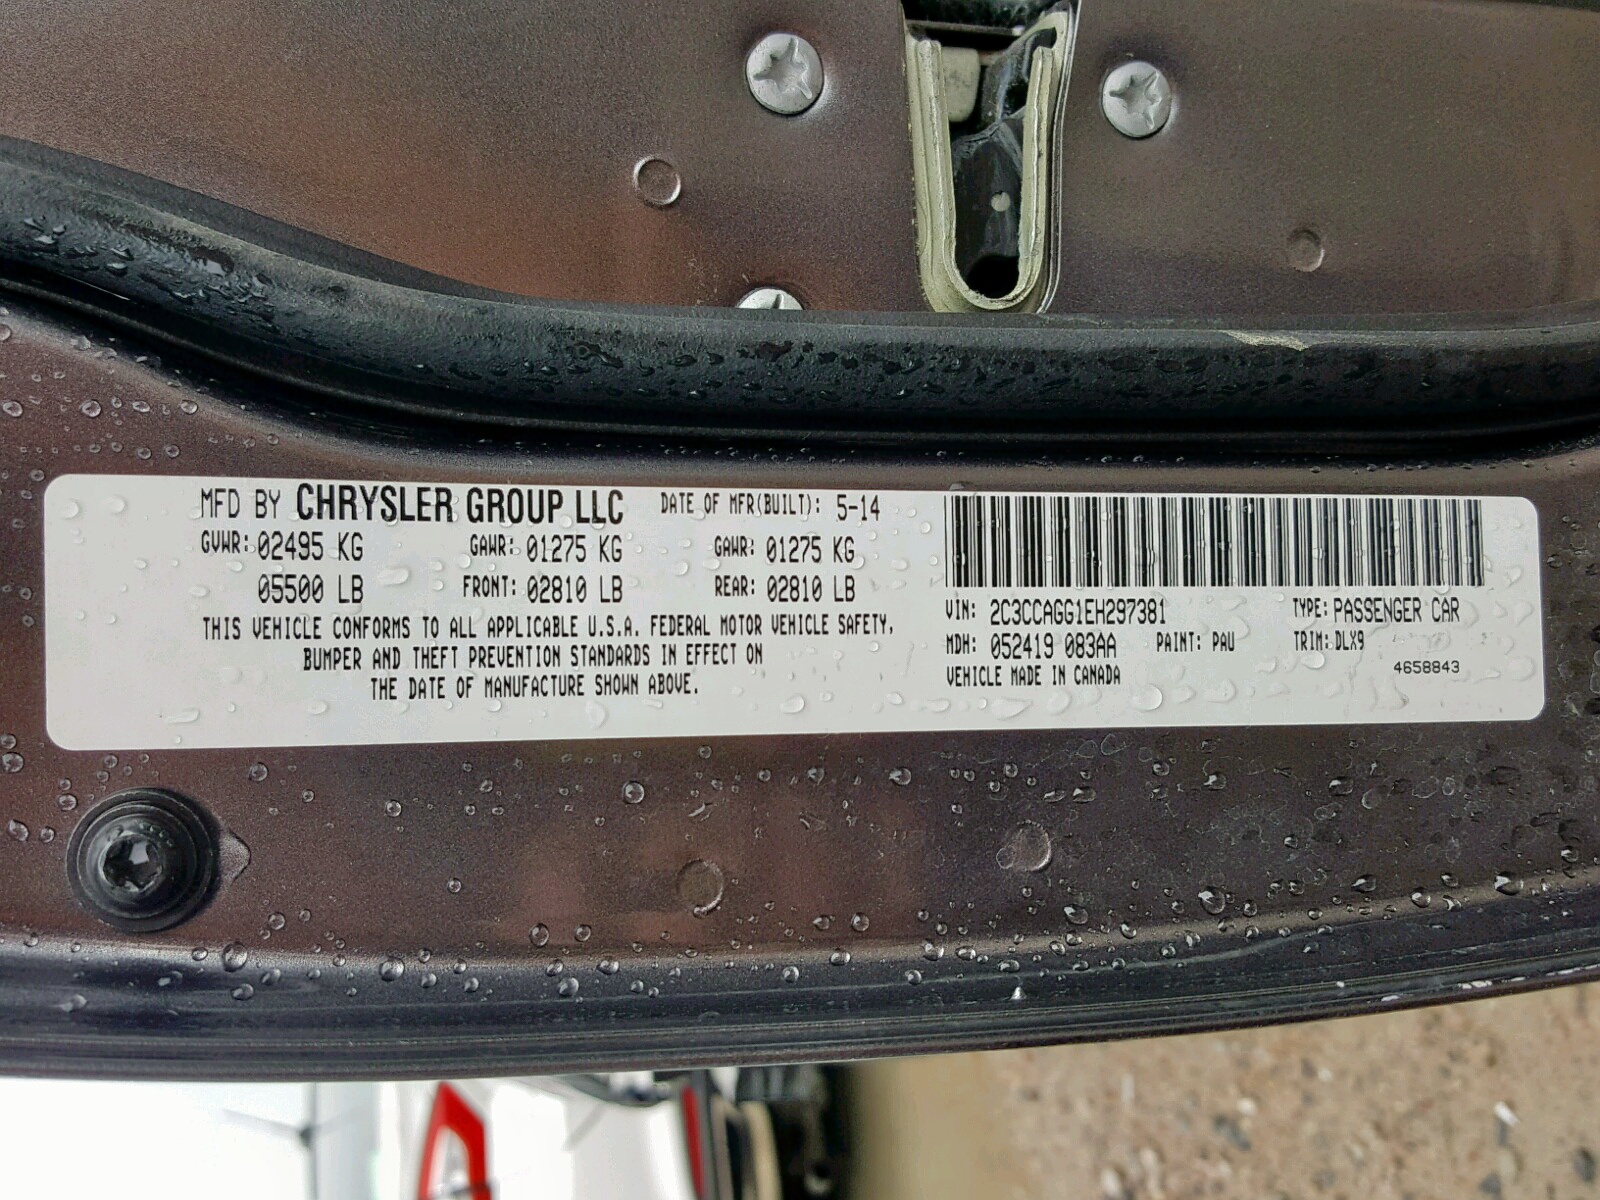 MFD BY CHRYSLER GROUP LLC DATE OF MFR(BUILT): 5-14
GVWR: 02495 KG GAWR: 01275 KG GAWR: 01275 KG
05500 LB FRONT: 02810 LB REAR: 02810 LB
THIS VEHICLE CONFORMS TO ALL APPLICABLE U.S.A. FEDERAL MOTOR VEHICLE SAFETY,
BUMPER AND THEFT PREVENTION STANDARDS IN EFFECT ON
THE DATE OF MANUFACTURE SHOWN ABOVE.
VIN: 2C3CCAGG1EH297381 TYPE: PASSENGER CAR
MDH: 052419 083AA PAINT: PAU TRIM: DLX9
VEHICLE MADE IN CANADA 4658843